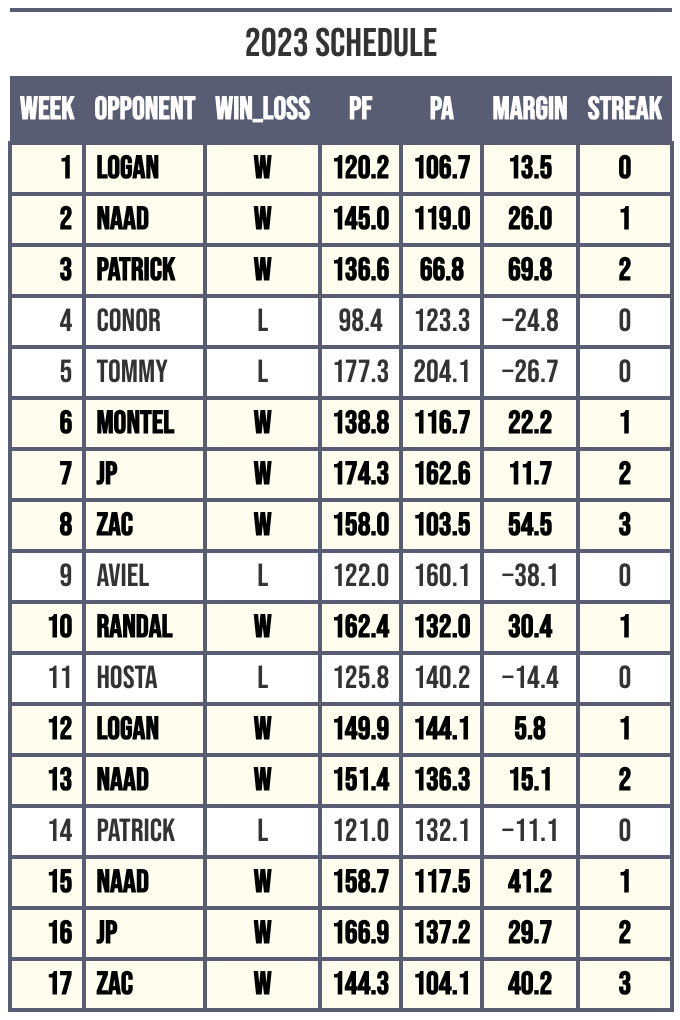 2023 SCHEDULE
WEEK OPPONENT WIN_LOSS PF PA MARGIN STREAK
1 LOGAN W 120.2 106.7 13.5 0
2 NAAD W 145.0 119.0 26.0 1
3 PATRICK W 136.6 66.8 69.8 2
4 CONOR L 98.4 123.3 −24.8 0
5 TOMMY L 177.3 204.1 −26.7 0
6 MONTEL W 138.8 116.7 22.2 1
7 JP W 174.3 162.6 11.7 2
8 ZAC W 158.0 103.5 54.5 3
9 AVIEL L 122.0 160.1 −38.1 0
10 RANDAL W 162.4 132.0 30.4 1
11 HOSTA L 125.8 140.2 −14.4 0
12 LOGAN W 149.9 144.1 5.8 1
13 NAAD W 151.4 136.3 15.1 2
14 PATRICK L 121.0 132.1 −11.1 0
15 NAAD W 158.7 117.5 41.2 1
16 JP W 166.9 137.2 29.7 2
17 ZAC W 144.3 104.1 40.2 3